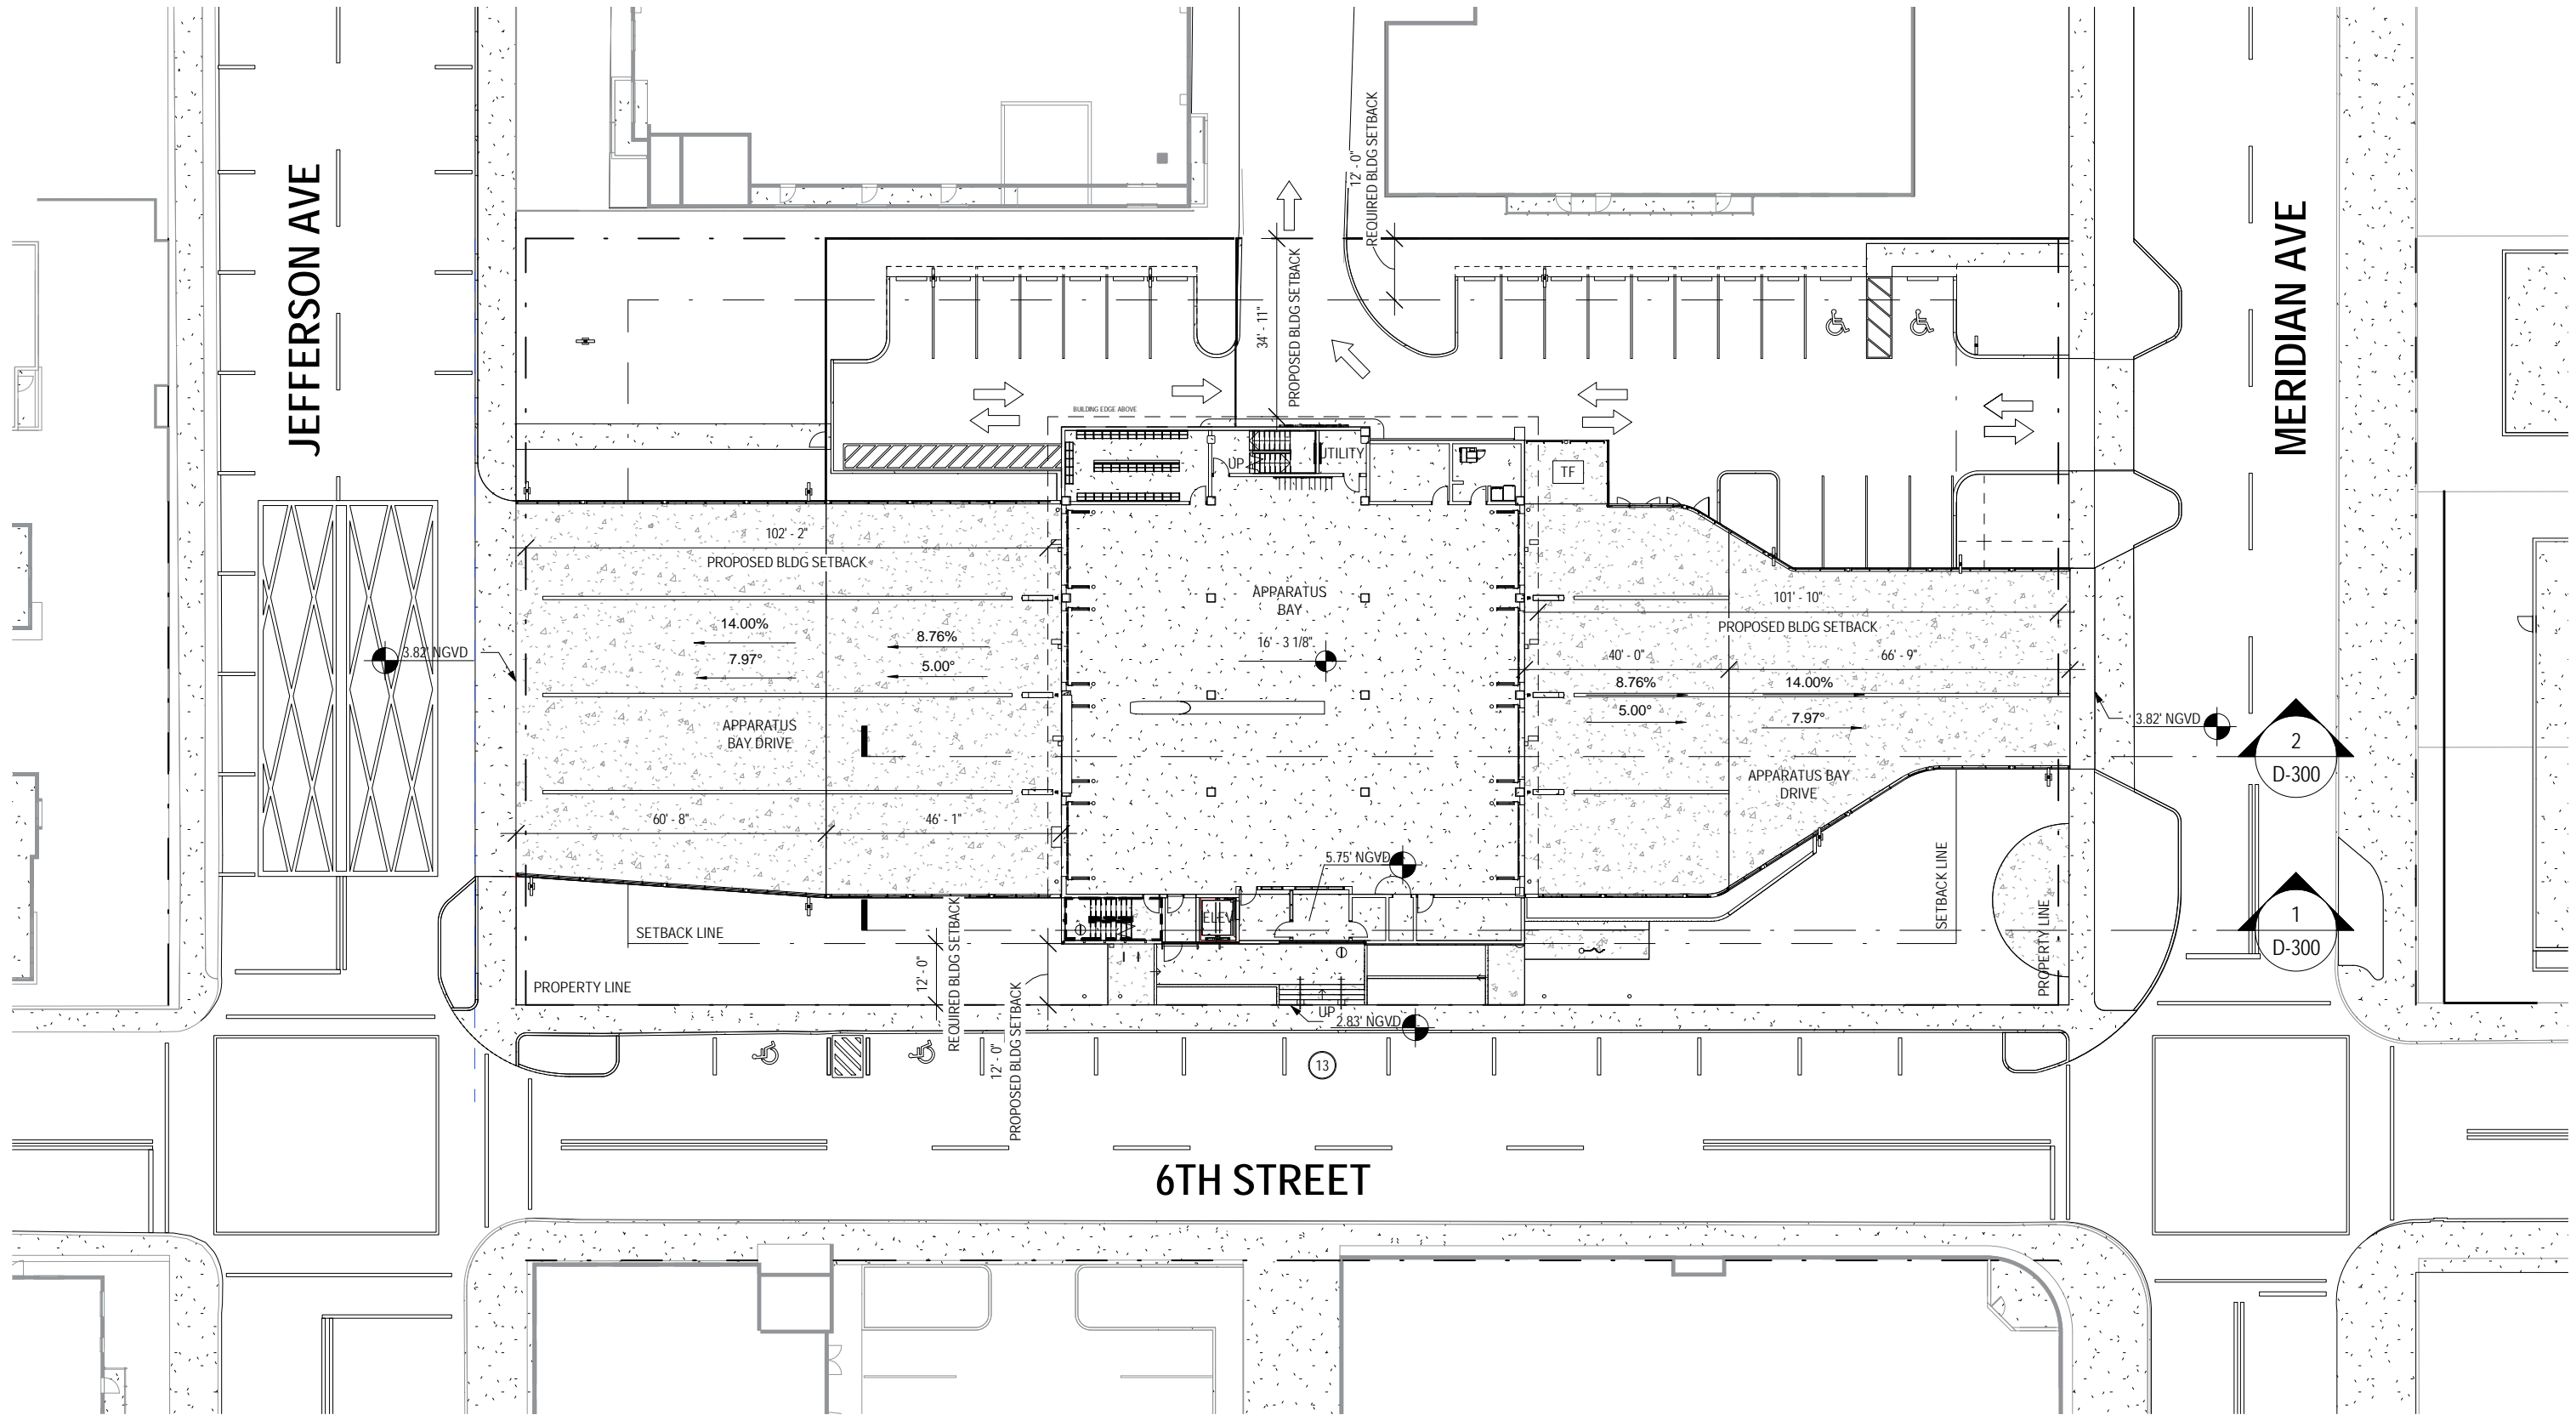 JEFFERSON AVE
MERIDIAN AVE
6TH STREET
12' - 0"
REQUIRED BLDG SETBACK
34' - 11"
PROPOSED BLDG SETBACK
BUILDING EDGE ABOVE
UP
UTILITY
TF
102' - 2"
PROPOSED BLDG SETBACK
APPARATUS
BAY
16' - 3 1/8"
101' - 10"
PROPOSED BLDG SETBACK
14.00%
8.76%
7.97°
5.00°
3.82' NGVD
40' - 0"
66' - 9"
8.76%
14.00%
5.00°
7.97°
3.82' NGVD
APPARATUS
BAY DRIVE
APPARATUS BAY
DRIVE
2
D-300
60' - 8"
46' - 1"
5.75' NGVD
ELEV
SETBACK LINE
SETBACK LINE
PROPERTY LINE
1
D-300
12' - 0"
REQUIRED BLDG SETBACK
PROPERTY LINE
12' - 0"
PROPOSED BLDG SETBACK
UP
2.83' NGVD
13